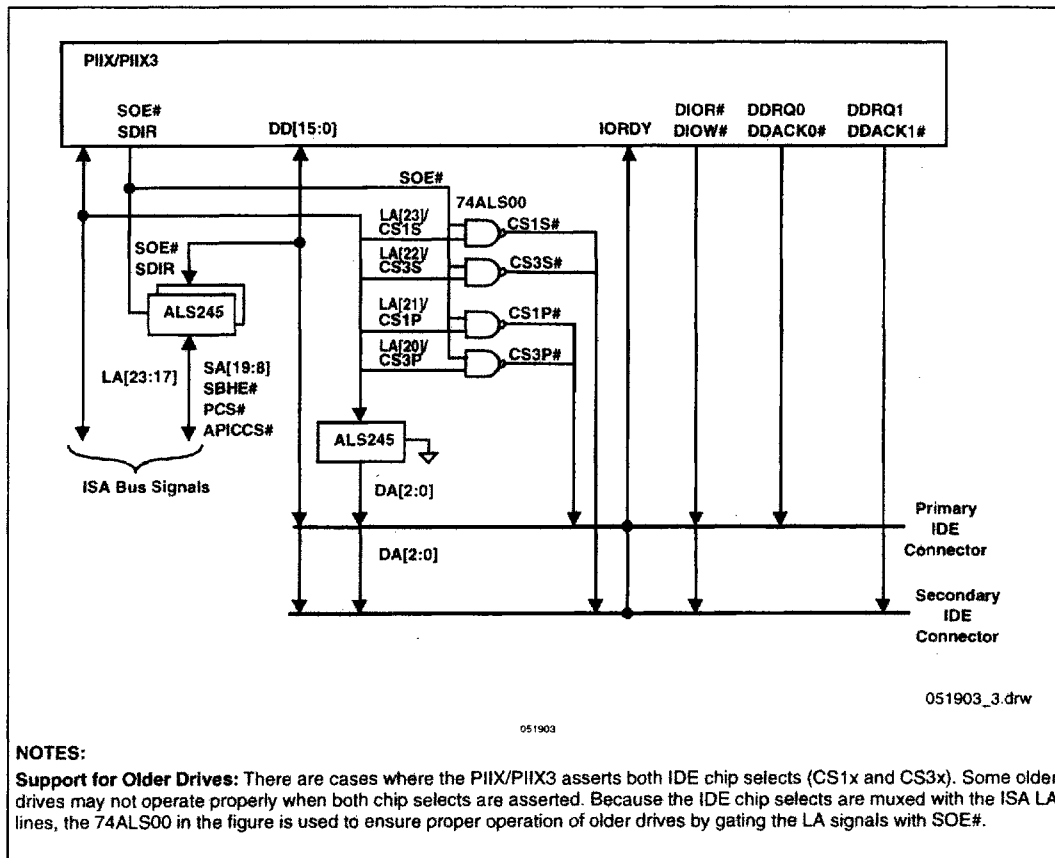 PIIX/PIIX3
SOE#
SDIR
DD[15:0]
IORDY
DIOR#
DIOW#
DDRQ0
DDACK0#
DDRQ1
DDACK1#
SOE#
74ALS00
LA[23]/
CS1S
CS1S#
LA[22]/
CS3S
CS3S#
SOE#
SDIR
ALS245
LA[21]/
CS1P
CS1P#
LA[20]/
CS3P
CS3P#
LA[23:17]
SA[19:8]
SBHE#
PCS#
APICCS#
ALS245
ISA Bus Signals
DA[2:0]
Primary
IDE
Connector
DA[2:0]
Secondary
IDE
Connector
051903_3.drw
051903
NOTES:
Support for Older Drives: There are cases where the PIIX/PIIX3 asserts both IDE chip selects (CS1x and CS3x). Some older
drives may not operate properly when both chip selects are asserted. Because the IDE chip selects are muxed with the ISA LA
lines, the 74ALS00 in the figure is used to ensure proper operation of older drives by gating the LA signals with SOE#.